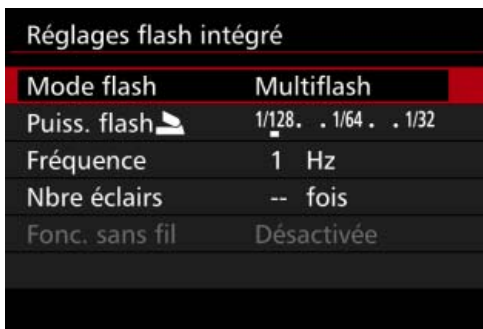 Réglages flash intégré
Mode flash Multiflash
Puiss. flash 1/128. . 1/64 . . 1/32
Fréquence 1 Hz
Nbre éclairs -- fois
Fonc. sans fil Désactivée